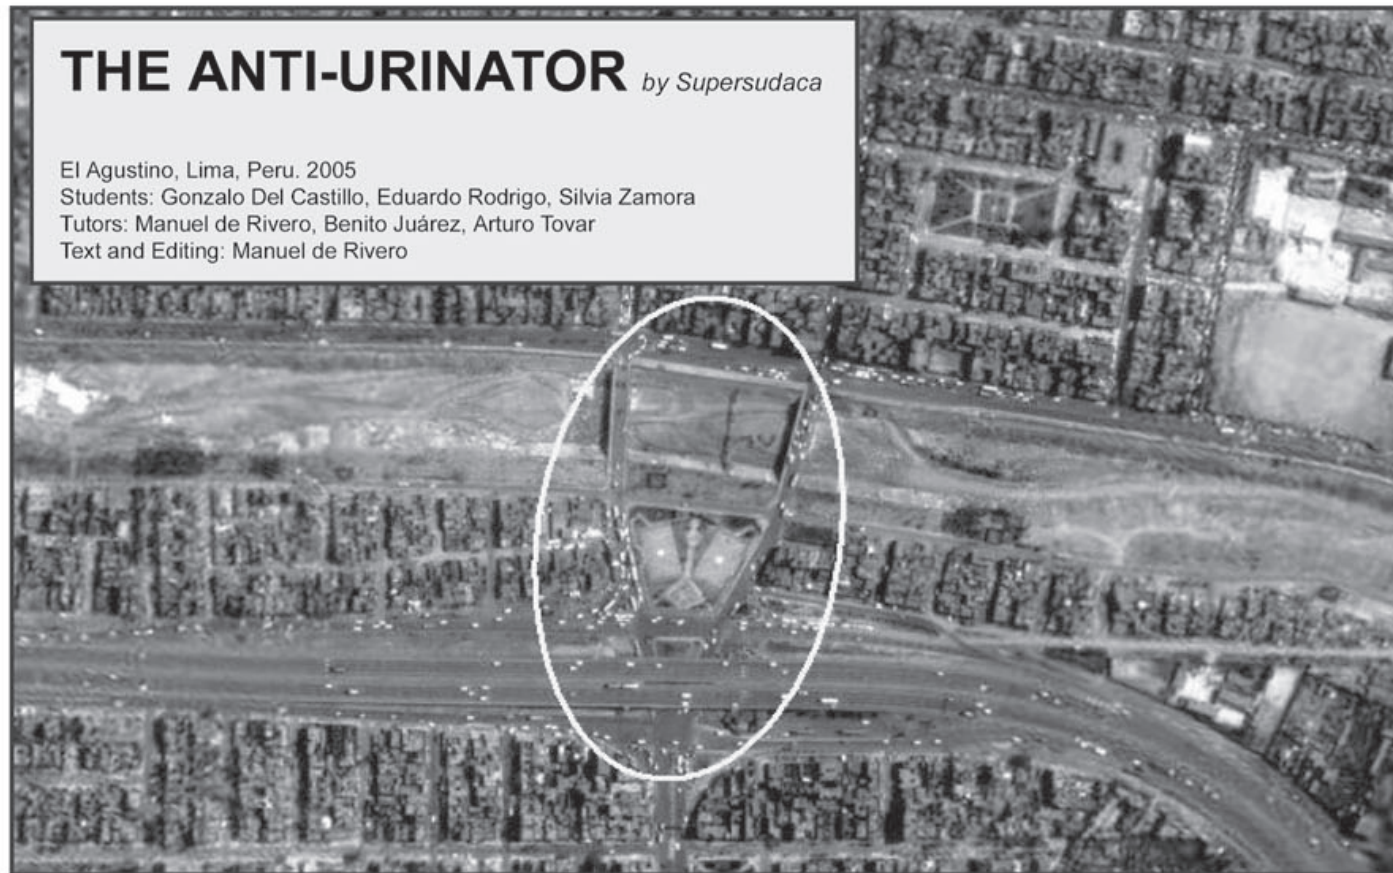 THE ANTI-URINATOR by Supersudaca
El Agustino, Lima, Peru. 2005
Students: Gonzalo Del Castillo, Eduardo Rodrigo, Silvia Zamora
Tutors: Manuel de Rivero, Benito Juárez, Arturo Tovar
Text and Editing: Manuel de Rivero